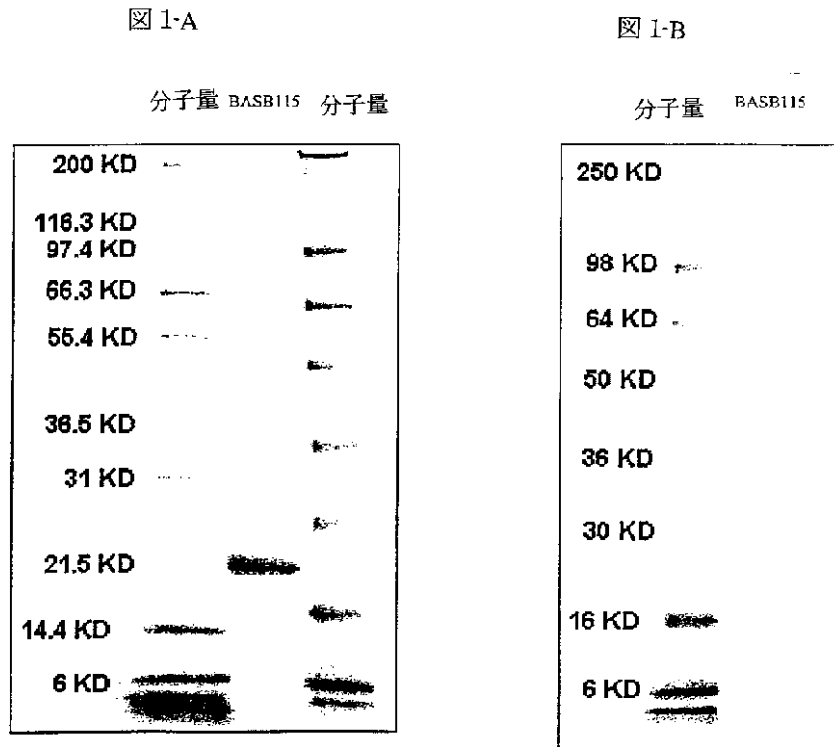 図 1-A
分子量 BASB115 分子量
200 KD
116.3 KD
97.4 KD
66.3 KD
55.4 KD
36.5 KD
31 KD
21.5 KD
14.4 KD
6 KD
図 1-B
分子量 BASB115
250 KD
98 KD
64 KD
50 KD
36 KD
30 KD
16 KD
6 KD